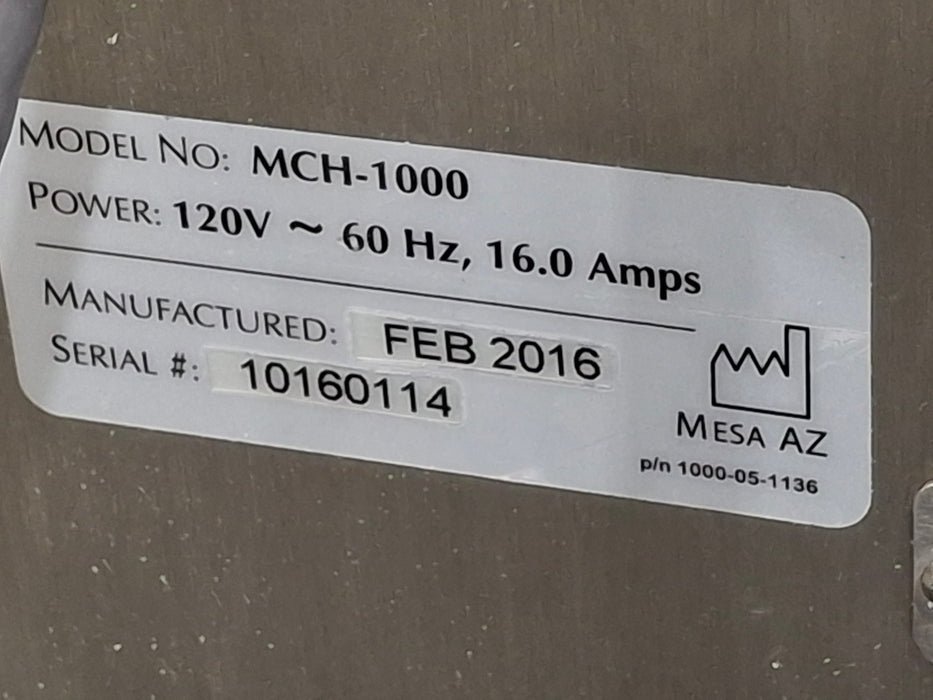 MODEL NO: MCH-1000
POWER: 120V ~ 60 Hz, 16.0 Amps
MANUFACTURED: FEB 2016
SERIAL #: 10160114
MESA AZ
p/n 1000-05-1136